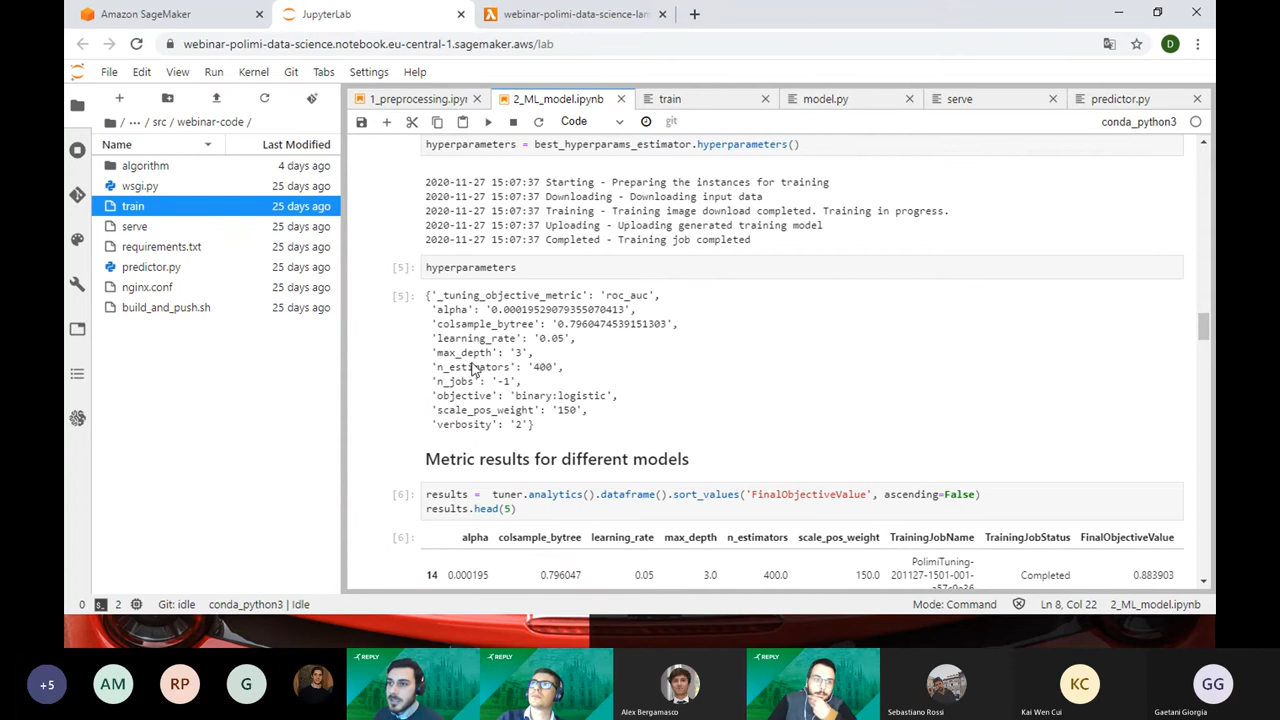 Amazon SageMaker
JupyterLab
webinar-polimi-data-science-lam
webinar-polimi-data-science.notebook.eu-central-1.sagemaker.aws/lab
D
File Edit View Run Kernel Git Tabs Settings Help
1_preprocessing.ipyn
2_ML_model.ipynb
train
model.py
serve
predictor.py
Code
git
conda_python3
/ ··· / src / webinar-code /
Name Last Modified
algorithm 4 days ago
wsgi.py 25 days ago
train 25 days ago
serve 25 days ago
requirements.txt 25 days ago
predictor.py 25 days ago
nginx.conf 25 days ago
build_and_push.sh 25 days ago
hyperparameters = best_hyperparams_estimator.hyperparameters()
2020-11-27 15:07:37 Starting - Preparing the instances for training
2020-11-27 15:07:37 Downloading - Downloading input data
2020-11-27 15:07:37 Training - Training image download completed. Training in progress.
2020-11-27 15:07:37 Uploading - Uploading generated training model
2020-11-27 15:07:37 Completed - Training job completed
[5]: hyperparameters
[5]: {'_tuning_objective_metric': 'roc_auc',
'alpha': '0.00019529079355070413',
'colsample_bytree': '0.7960474539151303',
'learning_rate': '0.05',
'max_depth': '3',
'n_estimators': '400',
'n_jobs': '-1',
'objective': 'binary:logistic',
'scale_pos_weight': '150',
'verbosity': '2'}
Metric results for different models
[6]: results = tuner.analytics().dataframe().sort_values('FinalObjectiveValue', ascending=False)
results.head(5)
[6]: alpha colsample_bytree learning_rate max_depth n_estimators scale_pos_weight TrainingJobName TrainingJobStatus FinalObjectiveValue
14 0.000195 0.796047 0.05 3.0 400.0 150.0 PolimiTuning-
201127-1501-001- Completed 0.883903
0 2 Git: idle conda_python3 | Idle Mode: Command Ln 8, Col 22 2_ML_model.ipynb
+5
AM
RP
G
REPLY
REPLY
Alex Bergamasco
REPLY
Sebastiano Rossi
KC
Kai Wen Cui
GG
Gaetani Giorgia